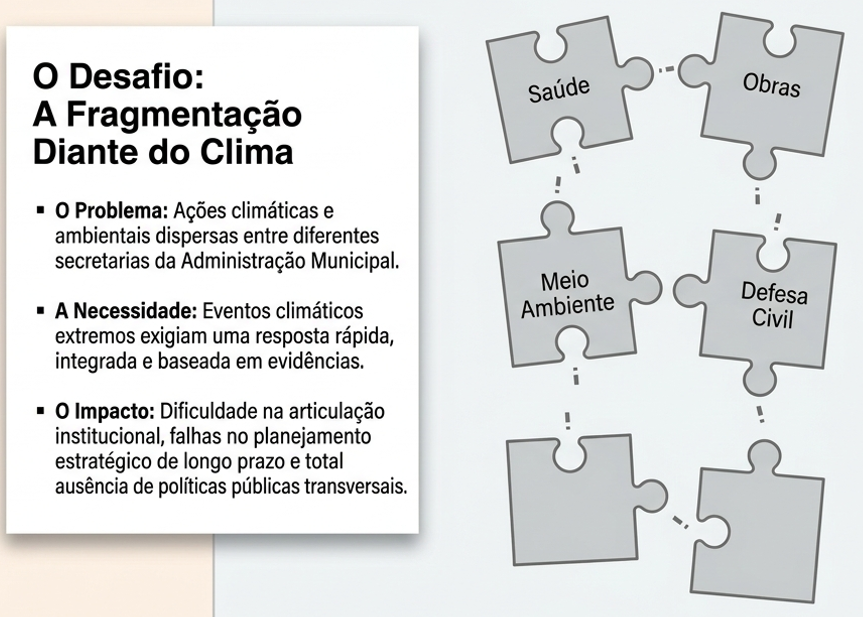 O Desafio:
A Fragmentação
Diante do Clima
▪ O Problema: Ações climáticas e
ambientais dispersas entre diferentes
secretarias da Administração Municipal.
▪ A Necessidade: Eventos climáticos
extremos exigiam uma resposta rápida,
integrada e baseada em evidências.
▪ O Impacto: Dificuldade na articulação
institucional, falhas no planejamento
estratégico de longo prazo e total
ausência de políticas públicas transversais.
Saúde
Obras
Meio
Ambiente
Defesa
Civil